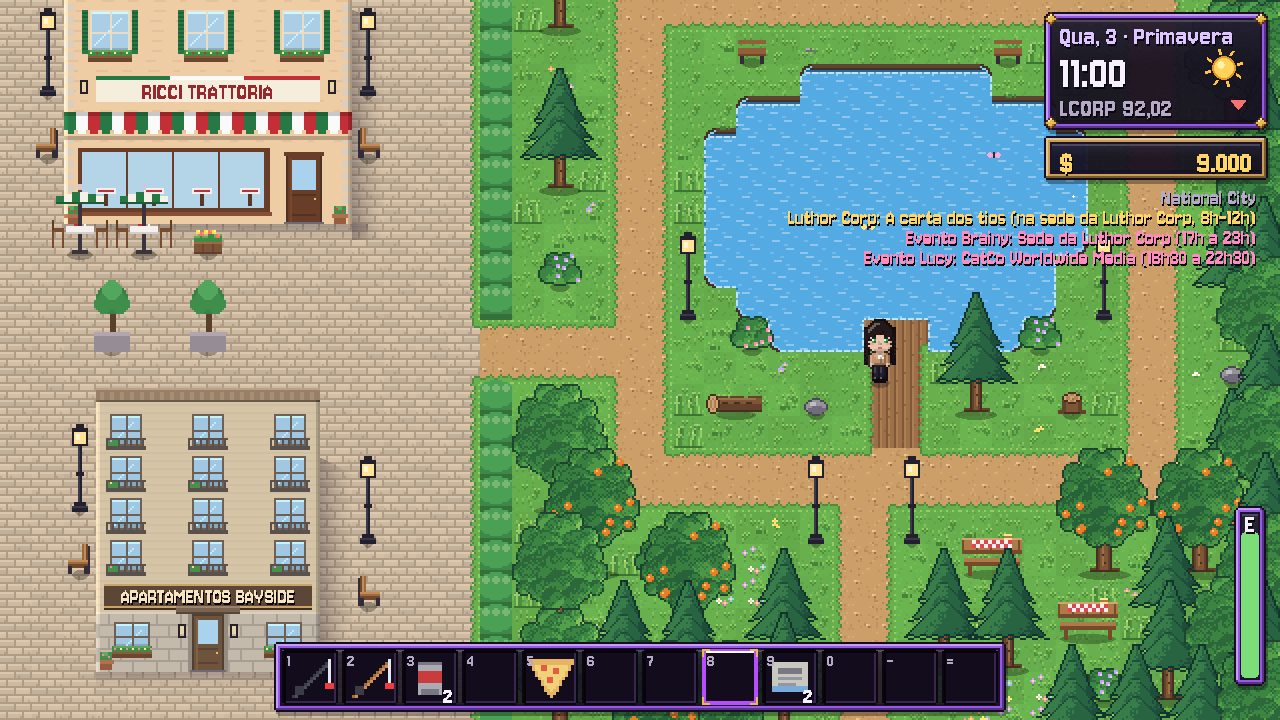 RICCI TRATTORIA
Qua, 3 · Primavera
11:00
LCORP 92,02
$ 9.000
National City
Luthor Corp: A carta dos tios (na sede da Luthor Corp, 8h-12h)
Evento Brainy: Sede da Luthor Corp (17h a 23h)
Evento Lucy: CatCo Worldwide Media (18h30 a 22h30)
APARTAMENTOS BAYSIDE
E
1 2 3 4 5 6 7 8 9 0 - =
2 2